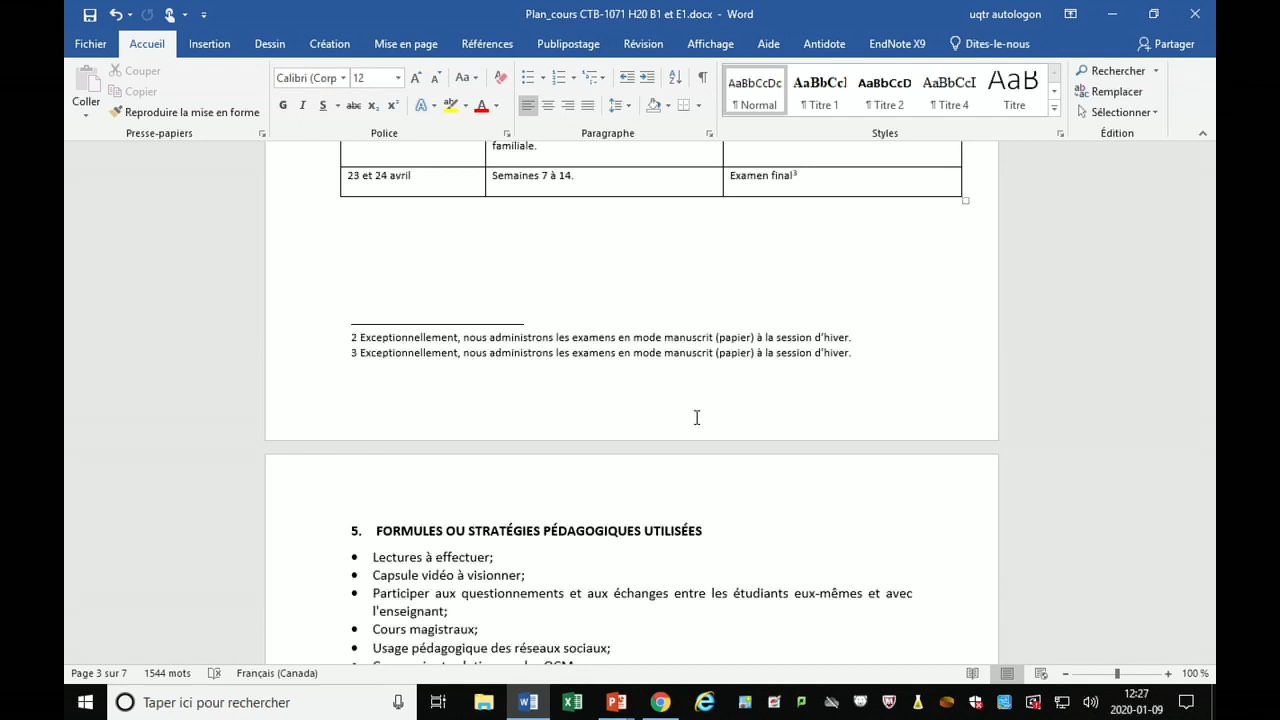 Plan_cours CTB-1071 H20 B1 et E1.docx - Word
uqtr autologon
Fichier Accueil Insertion Dessin Création Mise en page Références Publipostage Révision Affichage Aide Antidote EndNote X9 Dites-le-nous Partager
Coller
Couper
Copier
Reproduire la mise en forme
Presse-papiers
Calibri (Corp 12
Aa
G I S abc x₂ x² A A
Police
Paragraphe
AaBbCcDc AaBbCcI AaBbCcD AaBbCcI AaB
¶ Normal ¶ Titre 1 ¶ Titre 2 ¶ Titre 4 Titre
Styles
Rechercher
Remplacer
Sélectionner
Édition
familiale.
23 et 24 avril Semaines 7 à 14. Examen final³
2 Exceptionnellement, nous administrons les examens en mode manuscrit (papier) à la session d'hiver.
3 Exceptionnellement, nous administrons les examens en mode manuscrit (papier) à la session d'hiver.
5. FORMULES OU STRATÉGIES PÉDAGOGIQUES UTILISÉES
• Lectures à effectuer;
• Capsule vidéo à visionner;
• Participer aux questionnements et aux échanges entre les étudiants eux-mêmes et avec
l'enseignant;
• Cours magistraux;
• Usage pédagogique des réseaux sociaux;
Page 3 sur 7 1544 mots Français (Canada) 100 %
Taper ici pour rechercher
12:27
2020-01-09